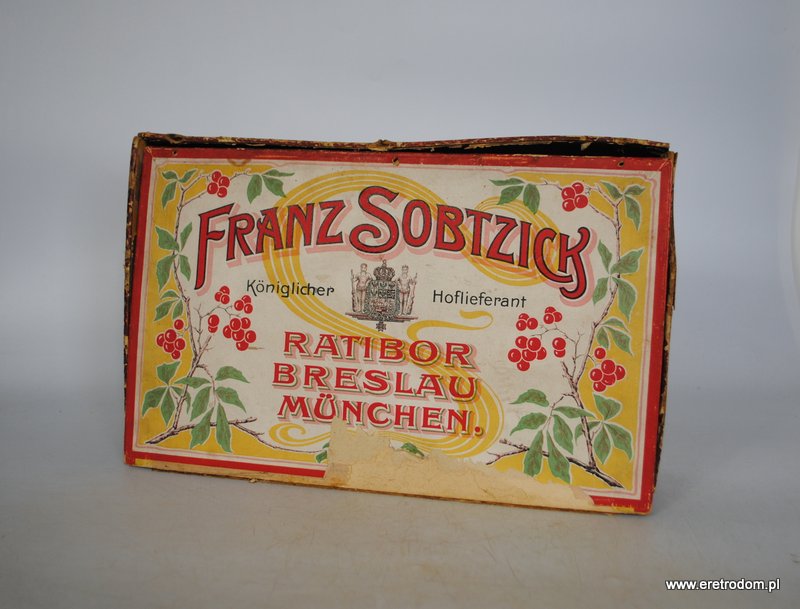 FRANZ SOBTZICK
Königlicher Hoflieferant
RATIBOR
BRESLAU
MÜNCHEN.
www.eretrodom.pl